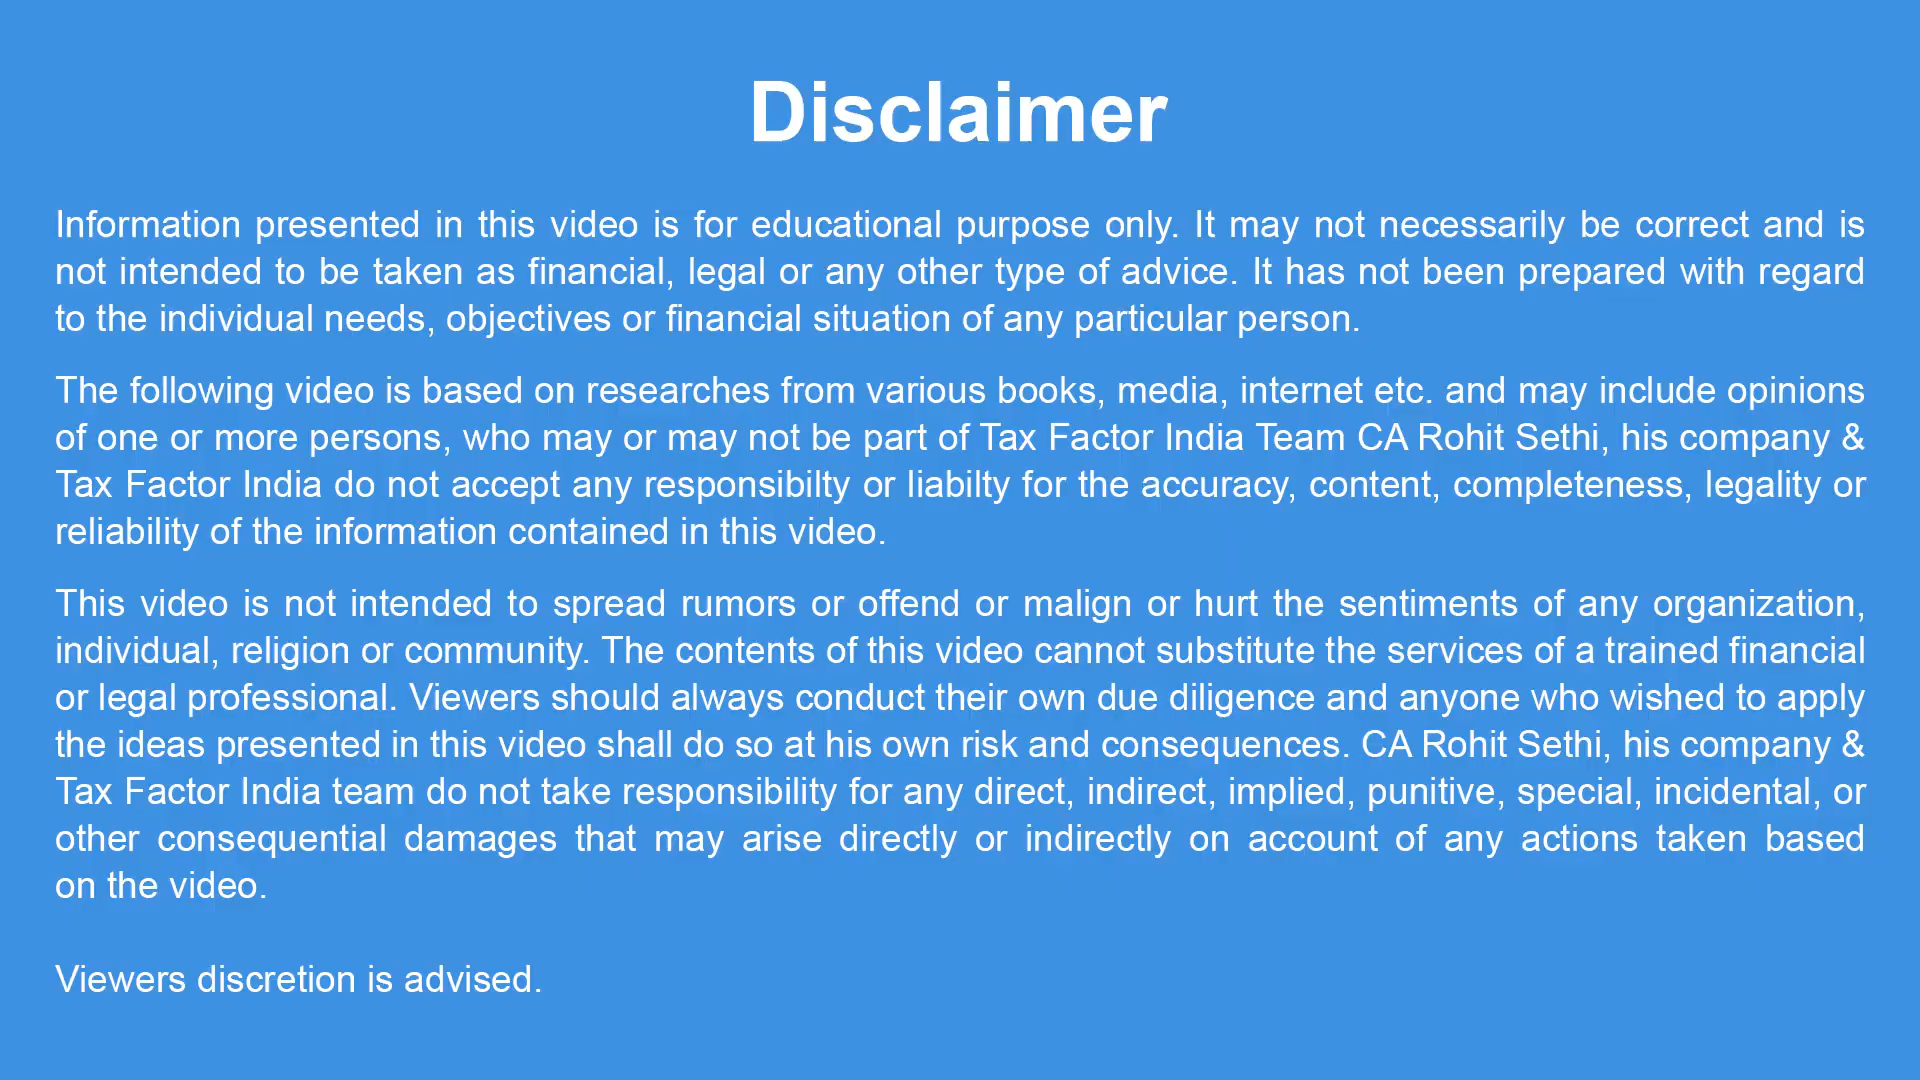 Disclaimer
Information presented in this video is for educational purpose only. It may not necessarily be correct and is
not intended to be taken as financial, legal or any other type of advice. It has not been prepared with regard
to the individual needs, objectives or financial situation of any particular person.
The following video is based on researches from various books, media, internet etc. and may include opinions
of one or more persons, who may or may not be part of Tax Factor India Team CA Rohit Sethi, his company &
Tax Factor India do not accept any responsibilty or liabilty for the accuracy, content, completeness, legality or
reliability of the information contained in this video.
This video is not intended to spread rumors or offend or malign or hurt the sentiments of any organization,
individual, religion or community. The contents of this video cannot substitute the services of a trained financial
or legal professional. Viewers should always conduct their own due diligence and anyone who wished to apply
the ideas presented in this video shall do so at his own risk and consequences. CA Rohit Sethi, his company &
Tax Factor India team do not take responsibility for any direct, indirect, implied, punitive, special, incidental, or
other consequential damages that may arise directly or indirectly on account of any actions taken based
on the video.
Viewers discretion is advised.